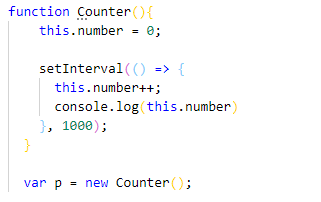 function Counter(){
    this.number = 0;

    setInterval(() => {
      this.number++;
      console.log(this.number)
    }, 1000);
  }

  var p = new Counter();